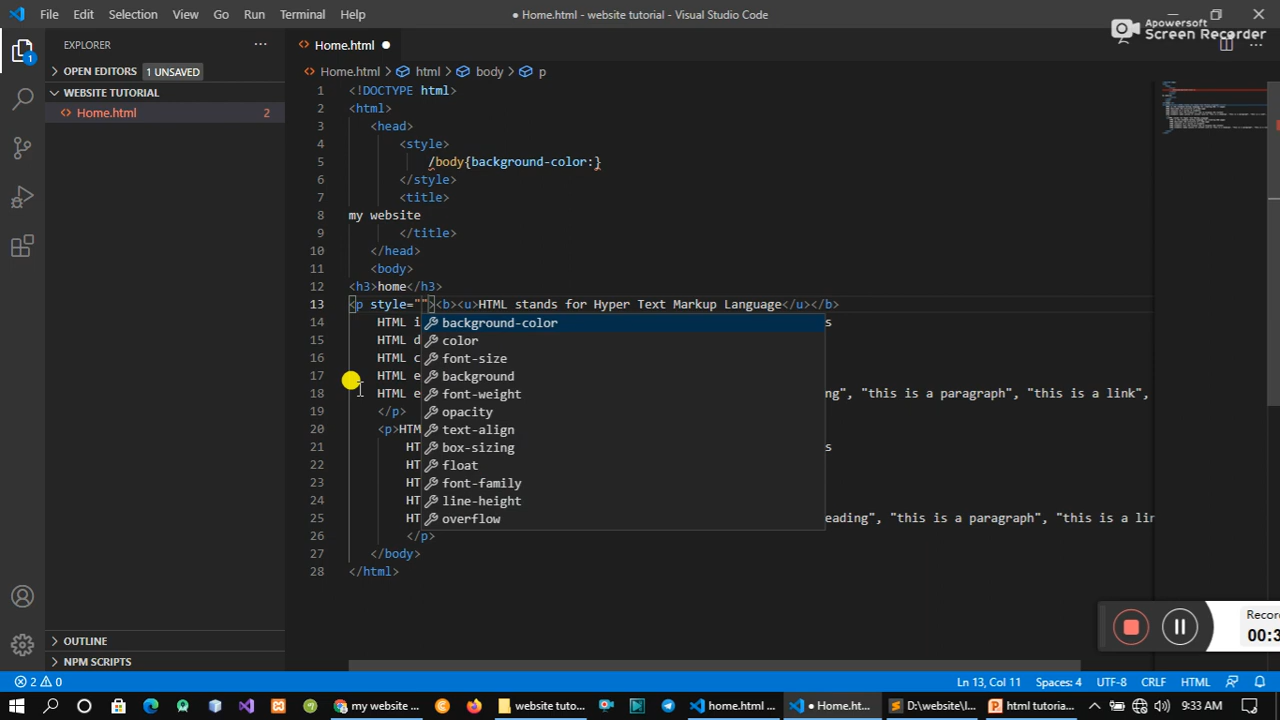 File Edit Selection View Go Run Terminal Help
● Home.html - website tutorial - Visual Studio Code
Apowersoft
Screen Recorder
EXPLORER
Home.html
OPEN EDITORS 1 UNSAVED
Home.html > html > body > p
WEBSITE TUTORIAL
Home.html 2
1 <!DOCTYPE html>
2 <html>
3 <head>
4 <style>
5 /body{background-color:}
6 </style>
7 <title>
8 my website
9 </title>
10 </head>
11 <body>
12 <h3>home</h3>
13 <p style=""><b><u>HTML stands for Hyper Text Markup Language</u></b>
14 HTML i s
15 HTML d
16 HTML c
17 HTML e
18 HTML e ng", "this is a paragraph", "this is a link",
19 </p>
20 <p>HTM
21 HT s
22 HT
23 HT
24 HT
25 HT eading", "this is a paragraph", "this is a lin
26 </p>
27 </body>
28 </html>
background-color
color
font-size
background
font-weight
opacity
text-align
box-sizing
float
font-family
line-height
overflow
Recor
00:3
OUTLINE
NPM SCRIPTS
2 0
Ln 13, Col 11 Spaces: 4 UTF-8 CRLF HTML
my website ...
website tuto...
home.html ...
● Home.ht...
D:\website\l...
html tutoria...
9:33 AM